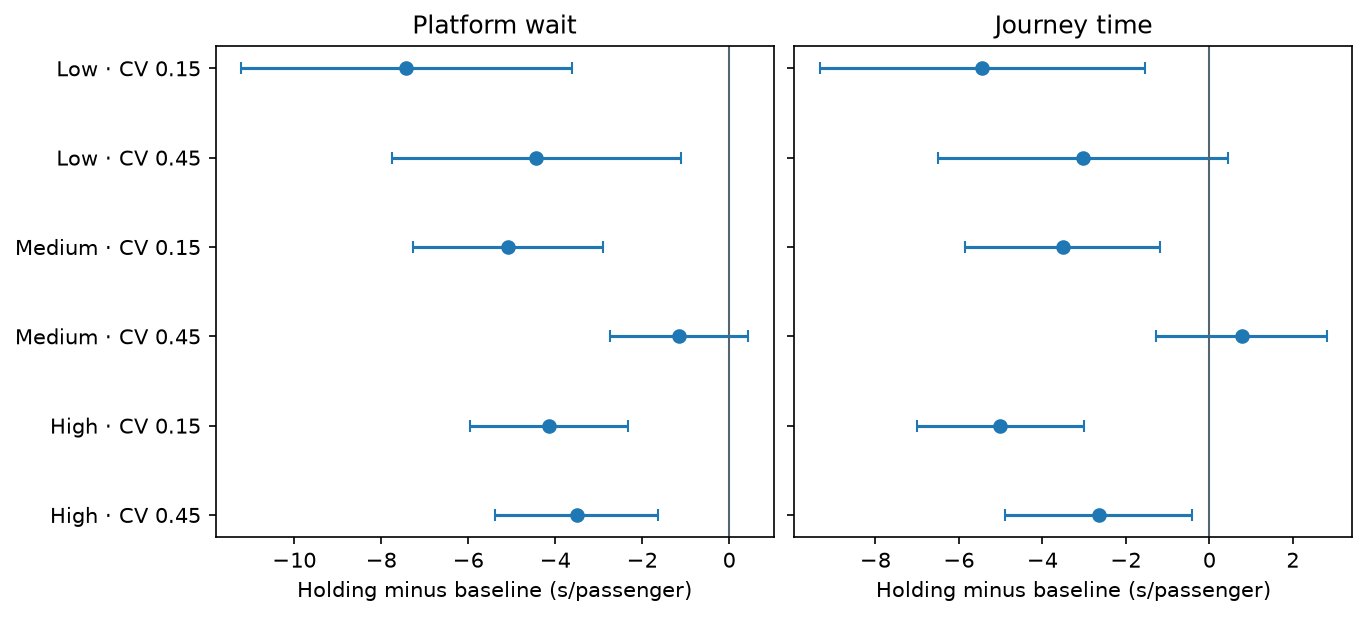 Platform wait
Journey time
Low · CV 0.15
Low · CV 0.45
Medium · CV 0.15
Medium · CV 0.45
High · CV 0.15
High · CV 0.45
−10 −8 −6 −4 −2 0
−8 −6 −4 −2 0 2
Holding minus baseline (s/passenger)
Holding minus baseline (s/passenger)